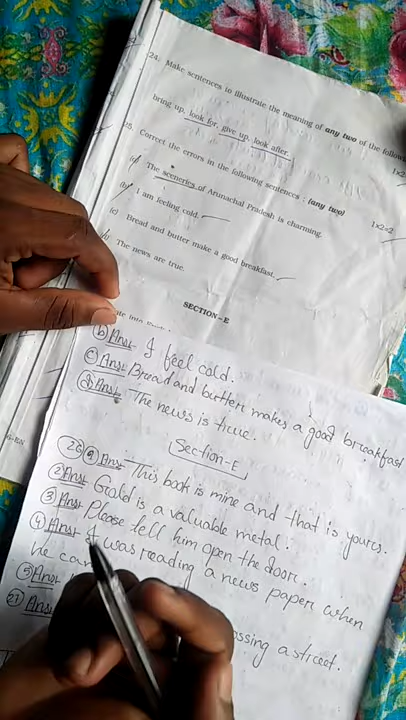 24. Make sentences to illustrate the meaning of any two of the
bring up, look for, give up, look after.
1×2
25. Correct the errors in the following sentences : (any two)
1×2=2
(a) The sceneries of Arunachal Pradesh is charming.
(b) I am feeling cold.
(c) Bread and butter make a good breakfast.
(d) The news are true.
SECTION–E
(b) Ans: I feel cold.
(c) Ans: Bread and butter makes a good breakfast
(d) Ans: The news is true.
Section-E
26 (a) Ans: This book is mine and that is yours.
(2) Ans: Gold is a valuable metal.
(3) Ans: Please tell him open the door.
(4) Ans: I was reading a news paper when
he
(5) Ans:
27 Ans: a street.